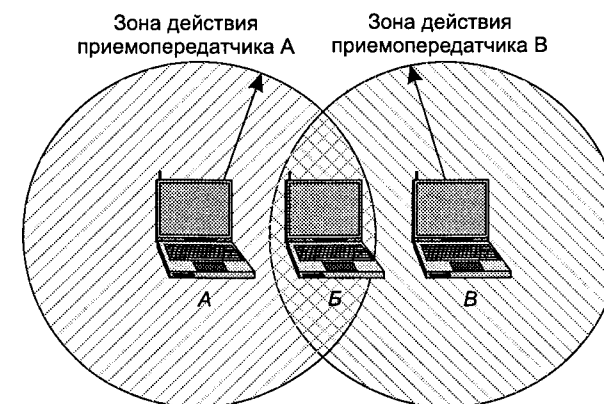 Зона действия
приемопередатчика А
Зона действия
приемопередатчика В
А
Б
В